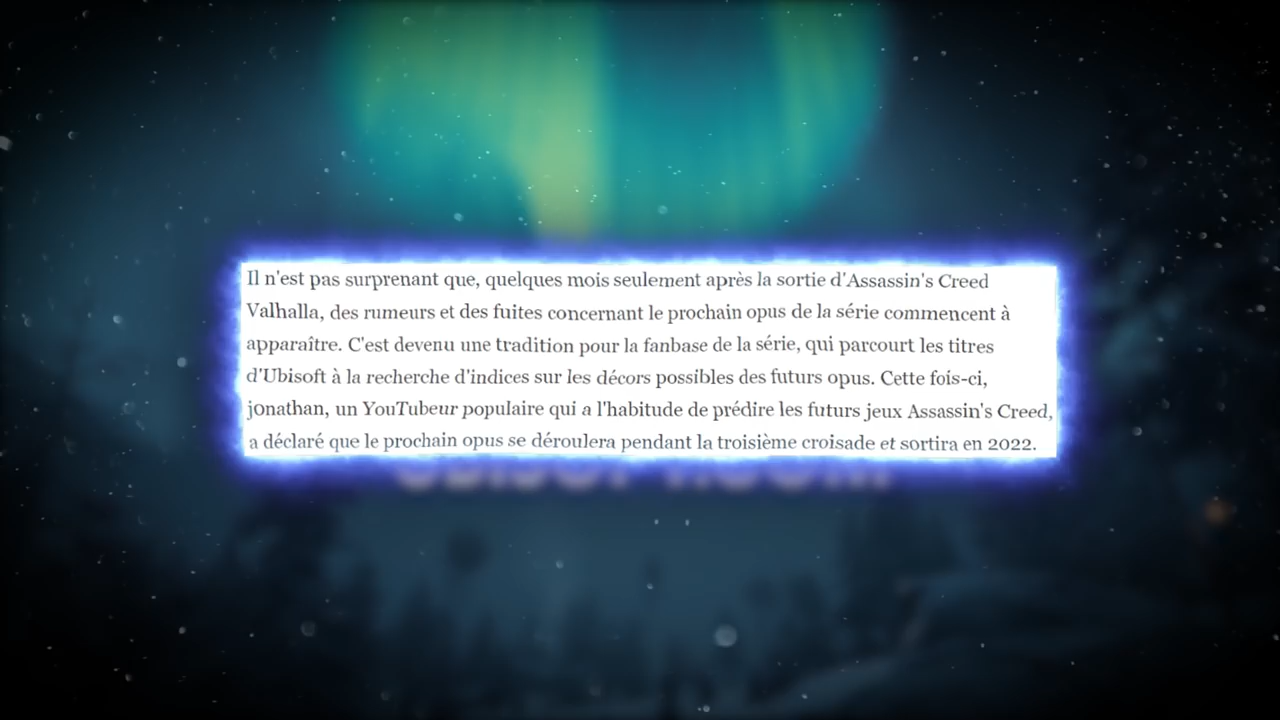 Il n'est pas surprenant que, quelques mois seulement après la sortie d'Assassin's Creed
Valhalla, des rumeurs et des fuites concernant le prochain opus de la série commencent à
apparaître. C'est devenu une tradition pour la fanbase de la série, qui parcourt les titres
d'Ubisoft à la recherche d'indices sur les décors possibles des futurs opus. Cette fois-ci,
jonathan, un YouTubeur populaire qui a l'habitude de prédire les futurs jeux Assassin's Creed,
a déclaré que le prochain opus se déroulera pendant la troisième croisade et sortira en 2022.